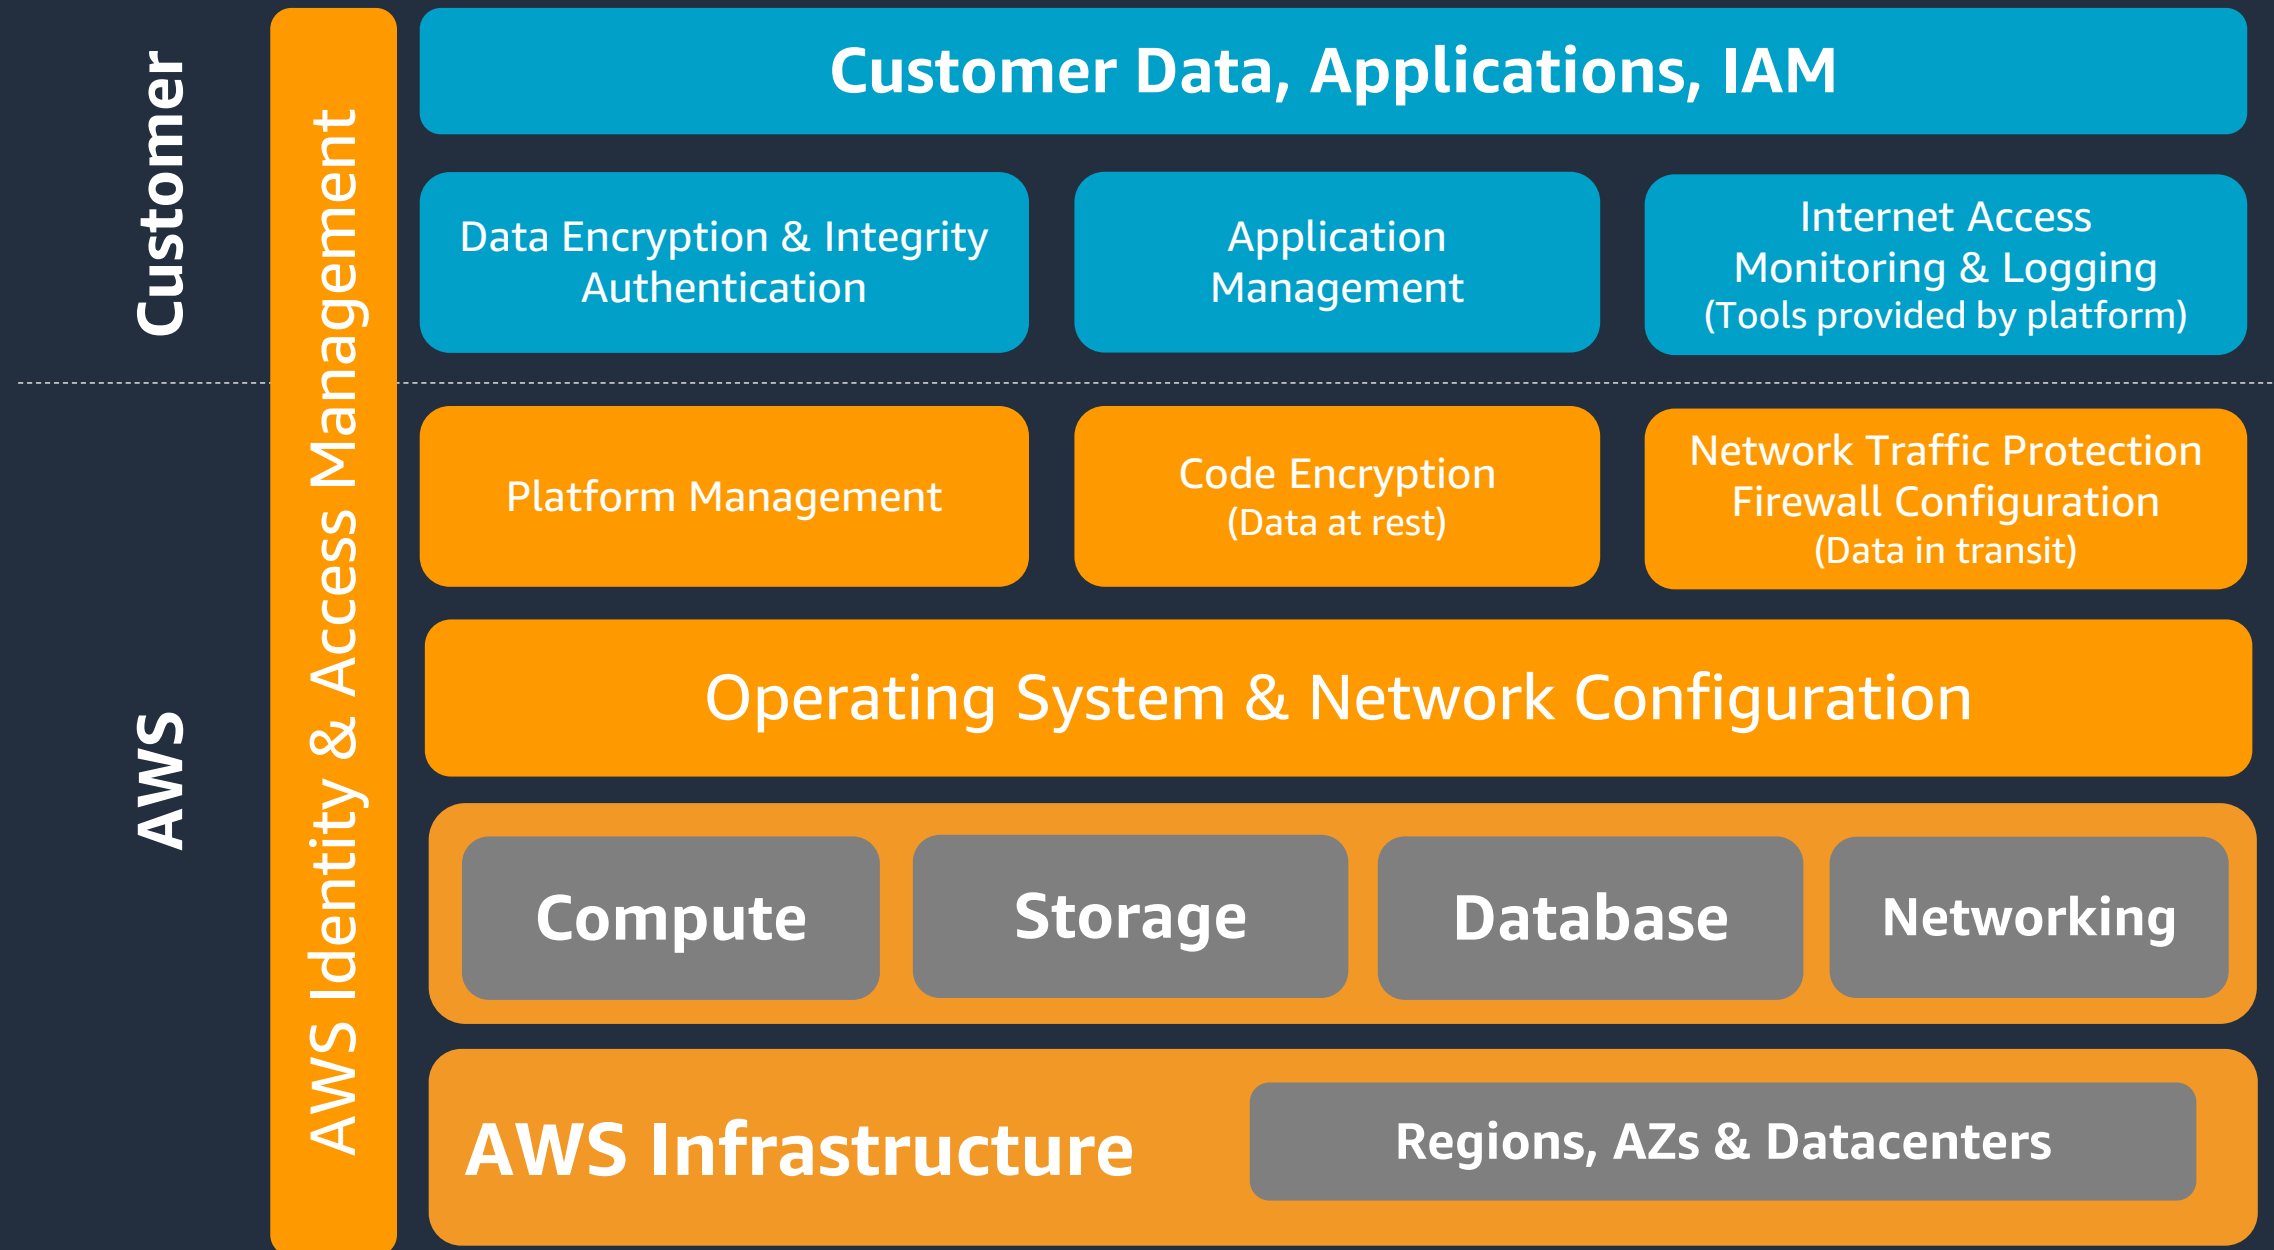 Customer
AWS
AWS Identity & Access Management
Customer Data, Applications, IAM
Data Encryption & Integrity
Authentication
Application
Management
Internet Access
Monitoring & Logging
(Tools provided by platform)
Platform Management
Code Encryption
(Data at rest)
Network Traffic Protection
Firewall Configuration
(Data in transit)
Operating System & Network Configuration
Compute
Storage
Database
Networking
AWS Infrastructure
Regions, AZs & Datacenters